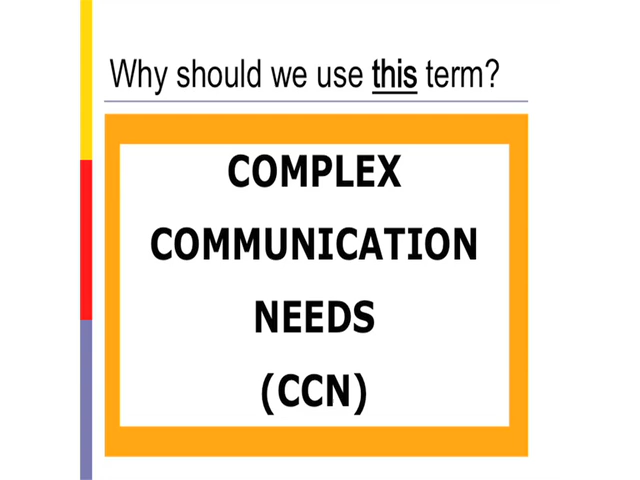 Why should we use this term?
COMPLEX
COMMUNICATION
NEEDS
(CCN)